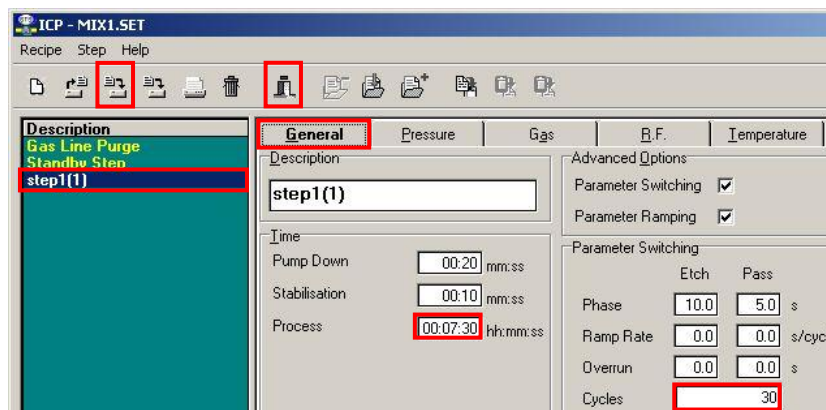 ICP - MIX1.SET
Recipe Step Help
Description
Gas Line Purge
Standby Step
step1(1)
General Pressure Gas R.F. Temperature
Description
step1(1)
Time
Pump Down 00:20 mm:ss
Stabilisation 00:10 mm:ss
Process 00:07:30 hh:mm:ss
Advanced Options
Parameter Switching
Parameter Ramping
Parameter Switching
Etch Pass
Phase 10.0 5.0 s
Ramp Rate 0.0 0.0 s/cyc
Overrun 0.0 0.0 s
Cycles 30